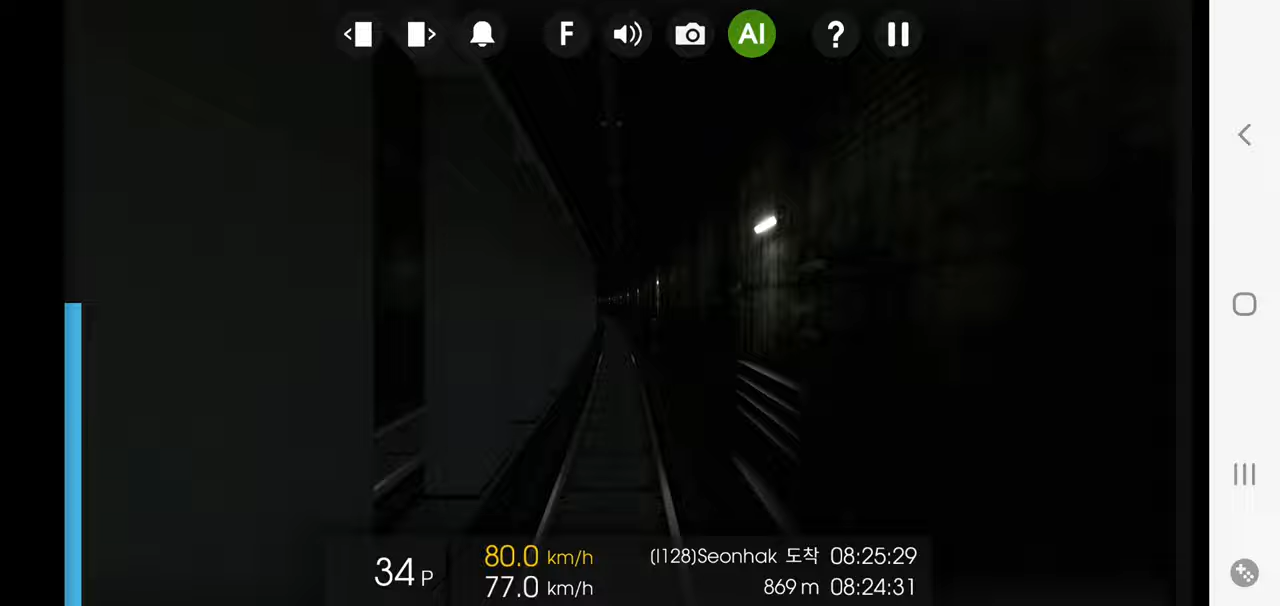 F
AI
?
34 P
80.0 km/h
77.0 km/h
(I128)Seonhak 도착 08:25:29
869 m 08:24:31